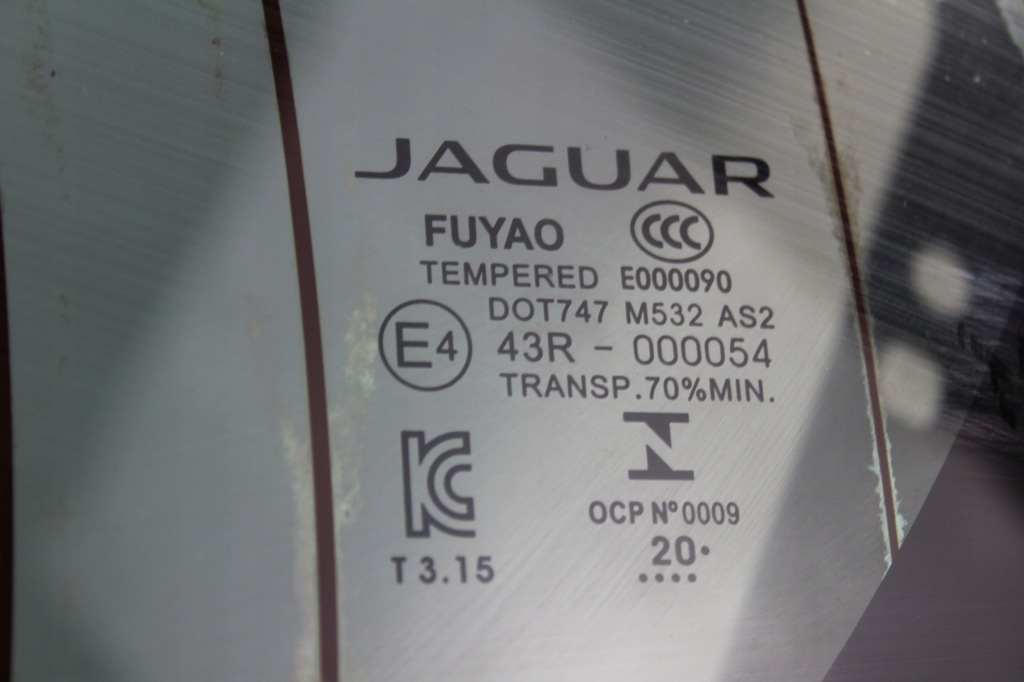 JAGUAR
FUYAO CCC
TEMPERED E000090
DOT747 M532 AS2
E4 43R - 000054
TRANSP.70%MIN.
KC
OCP Nº0009
T 3.15
20•
••••